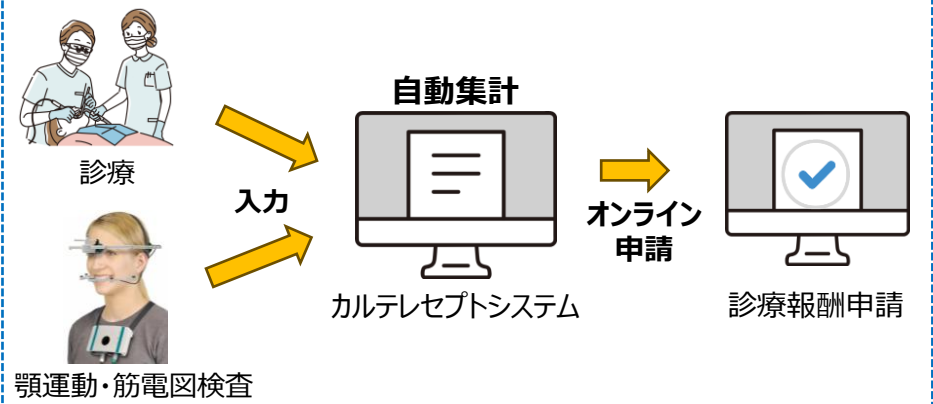 診療
顎運動・筋電図検査
入力
自動集計
カルテレセプトシステム
オンライン
申請
診療報酬申請